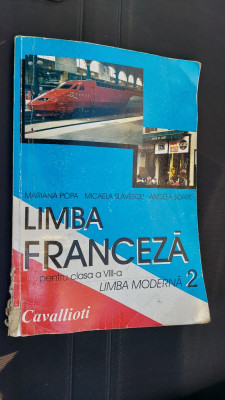 MARIANA POPA MICAELA SLĂVESCU ANGELA SOARE
LIMBA
FRANCEZĂ
pentru clasa a VIII-a
LIMBA MODERNĂ 2
Cavallioti